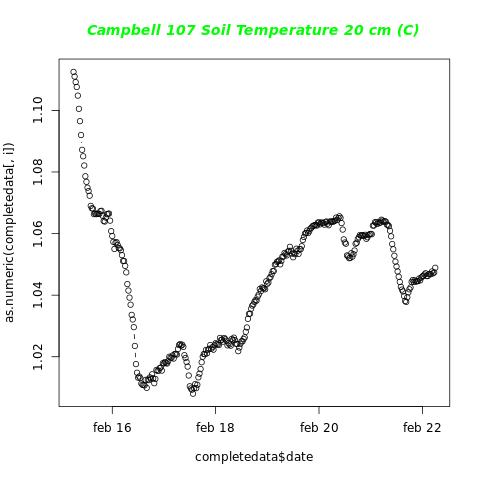 Campbell 107 Soil Temperature 20 cm (C)
as.numeric(completedata[, i])
1.10
1.08
1.06
1.04
1.02
feb 16 feb 18 feb 20 feb 22
completedata$date